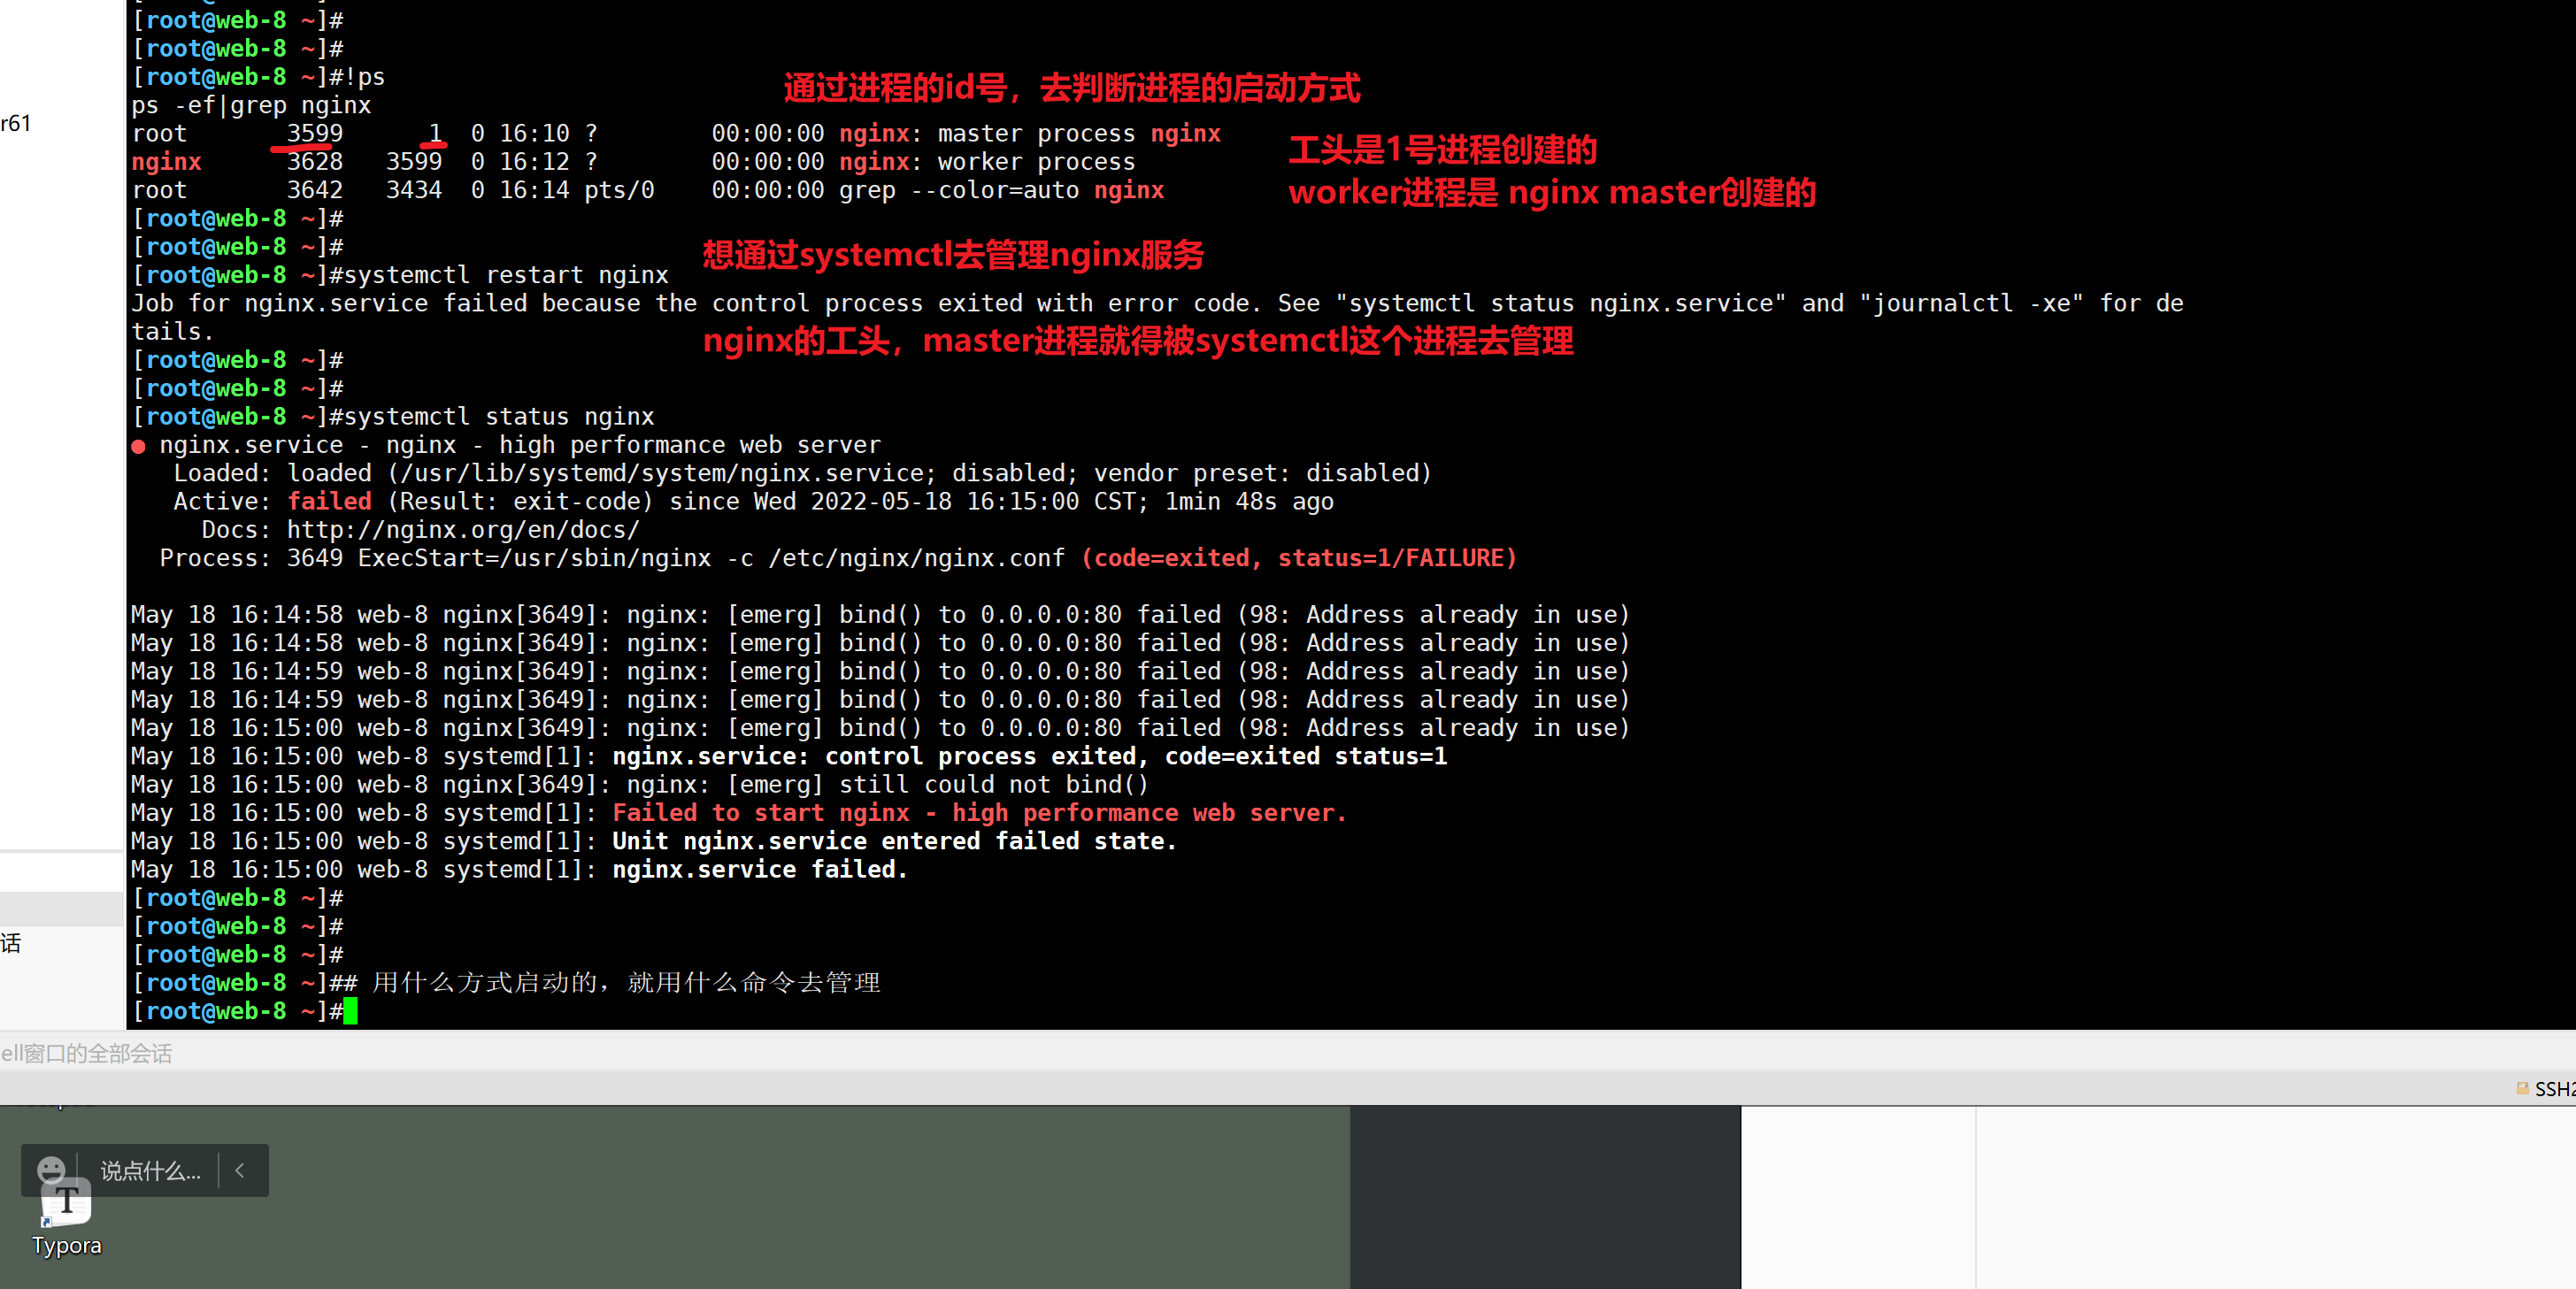 [root@web-8 ~]#
[root@web-8 ~]#
[root@web-8 ~]#!ps
ps -ef|grep nginx
通过进程的id号，去判断进程的启动方式
r61
root       3599      1  0 16:10 ?        00:00:00 nginx: master process nginx
工头是1号进程创建的
nginx      3628   3599  0 16:12 ?        00:00:00 nginx: worker process
root       3642   3434  0 16:14 pts/0    00:00:00 grep --color=auto nginx
worker进程是 nginx master创建的
[root@web-8 ~]#
[root@web-8 ~]#
想通过systemctl去管理nginx服务
[root@web-8 ~]#systemctl restart nginx
Job for nginx.service failed because the control process exited with error code. See "systemctl status nginx.service" and "journalctl -xe" for de
tails.
nginx的工头，master进程就得被systemctl这个进程去管理
[root@web-8 ~]#
[root@web-8 ~]#
[root@web-8 ~]#systemctl status nginx
● nginx.service - nginx - high performance web server
   Loaded: loaded (/usr/lib/systemd/system/nginx.service; disabled; vendor preset: disabled)
   Active: failed (Result: exit-code) since Wed 2022-05-18 16:15:00 CST; 1min 48s ago
     Docs: http://nginx.org/en/docs/
  Process: 3649 ExecStart=/usr/sbin/nginx -c /etc/nginx/nginx.conf (code=exited, status=1/FAILURE)
May 18 16:14:58 web-8 nginx[3649]: nginx: [emerg] bind() to 0.0.0.0:80 failed (98: Address already in use)
May 18 16:14:58 web-8 nginx[3649]: nginx: [emerg] bind() to 0.0.0.0:80 failed (98: Address already in use)
May 18 16:14:59 web-8 nginx[3649]: nginx: [emerg] bind() to 0.0.0.0:80 failed (98: Address already in use)
May 18 16:14:59 web-8 nginx[3649]: nginx: [emerg] bind() to 0.0.0.0:80 failed (98: Address already in use)
May 18 16:15:00 web-8 nginx[3649]: nginx: [emerg] bind() to 0.0.0.0:80 failed (98: Address already in use)
May 18 16:15:00 web-8 systemd[1]: nginx.service: control process exited, code=exited status=1
May 18 16:15:00 web-8 nginx[3649]: nginx: [emerg] still could not bind()
May 18 16:15:00 web-8 systemd[1]: Failed to start nginx - high performance web server.
May 18 16:15:00 web-8 systemd[1]: Unit nginx.service entered failed state.
May 18 16:15:00 web-8 systemd[1]: nginx.service failed.
[root@web-8 ~]#
[root@web-8 ~]#
话
[root@web-8 ~]#
[root@web-8 ~]## 用什么方式启动的，就用什么命令去管理
[root@web-8 ~]#
ell窗口的全部会话
SSH2
说点什么...
Typora